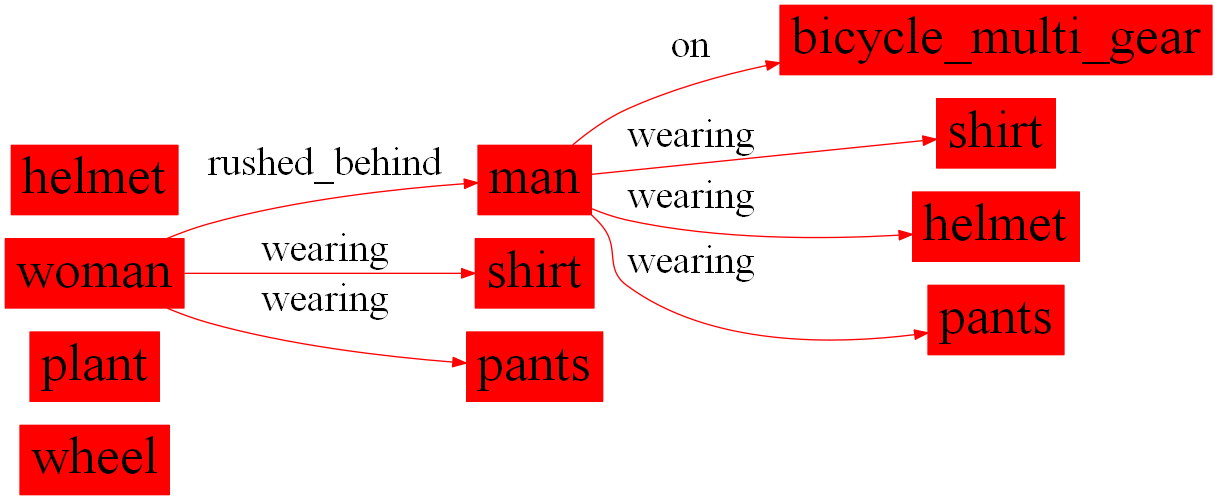 bicycle_multi_gear
on
shirt
wearing
helmet
rushed_behind
man
wearing
helmet
woman
wearing
shirt
wearing
pants
wearing
plant
pants
wheel